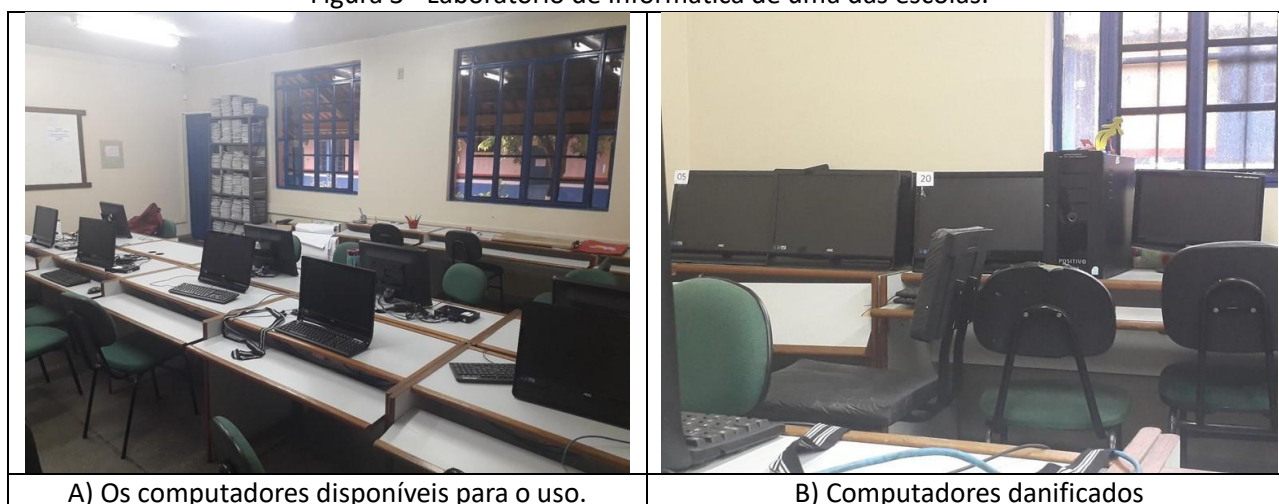 Figura 3 - Laboratório de informática de uma das escolas.
05
20
POSITIVO
A) Os computadores disponíveis para o uso.
B) Computadores danificados